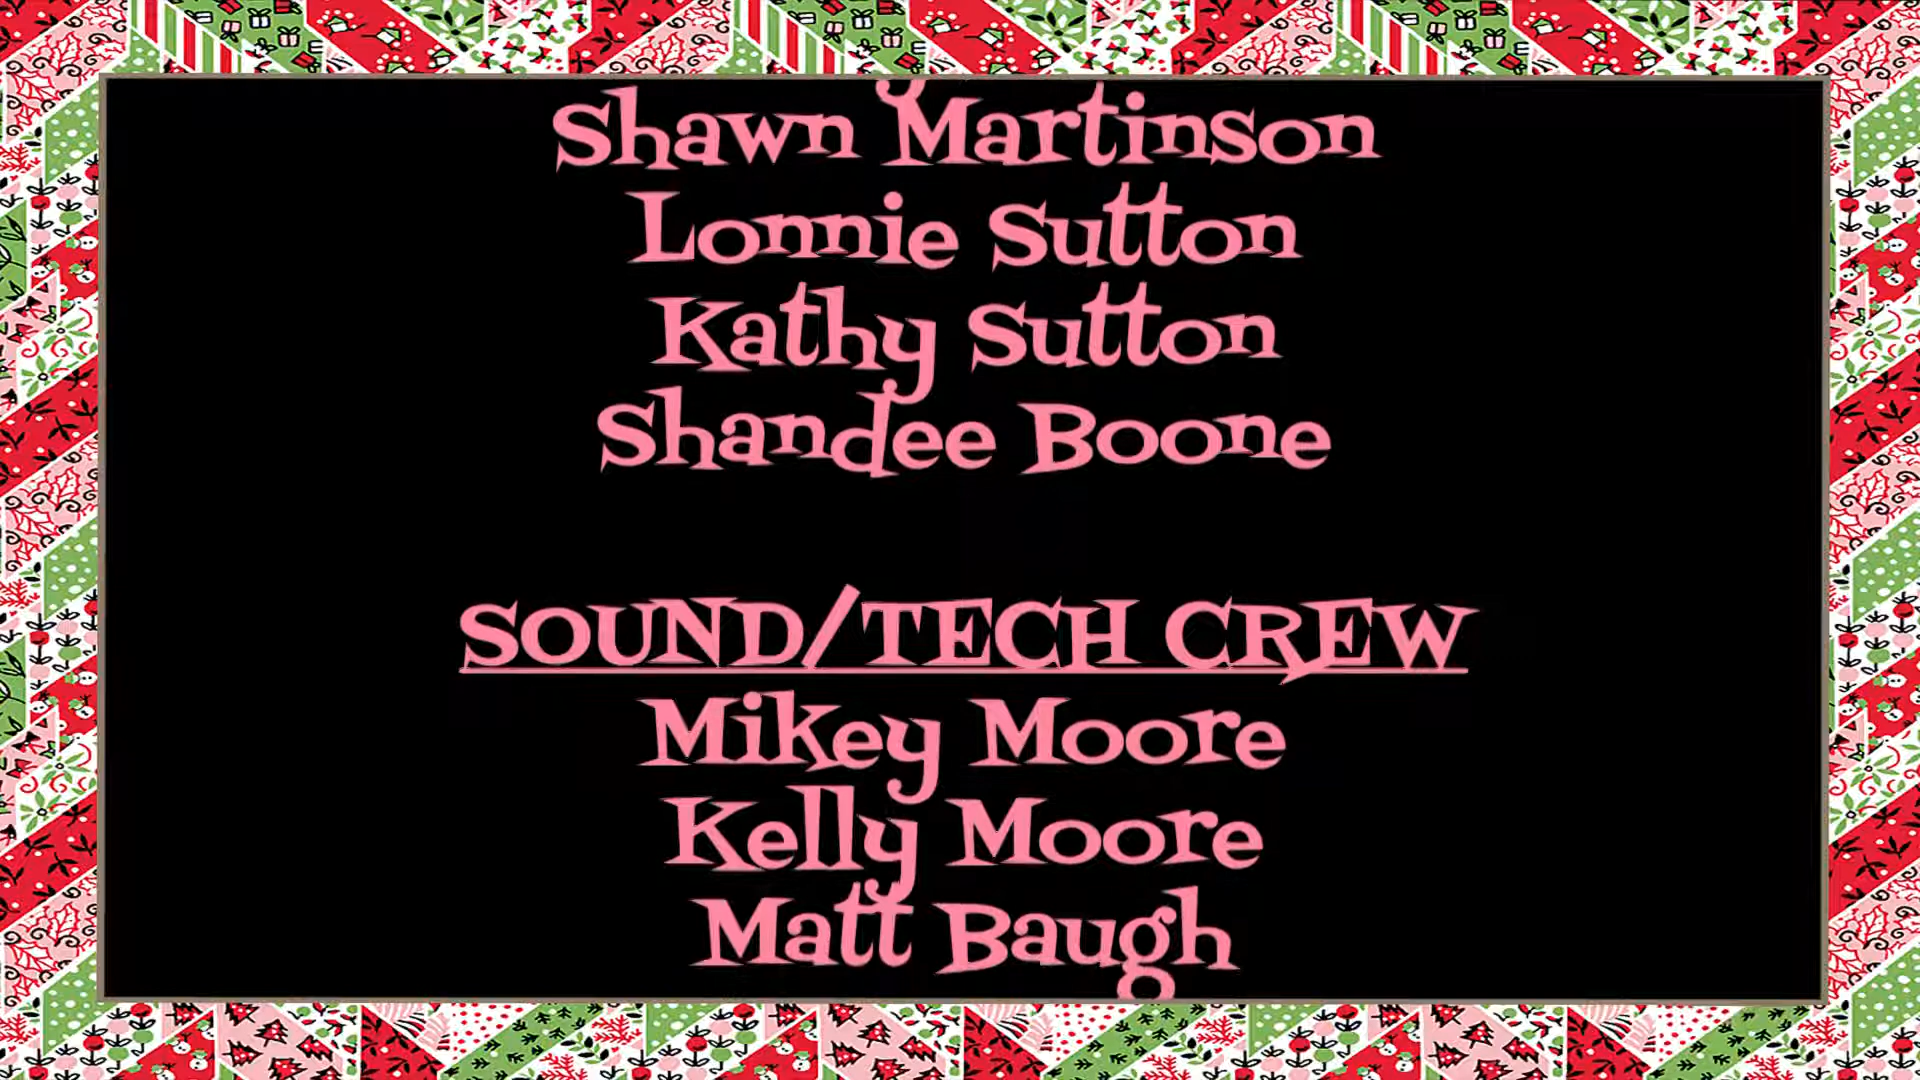 Shawn Martinson
Lonnie Sutton
Kathy Sutton
Shandee Boone
SOUND/TECH CREW
Mikey Moore
Kelly Moore
Matt Baugh